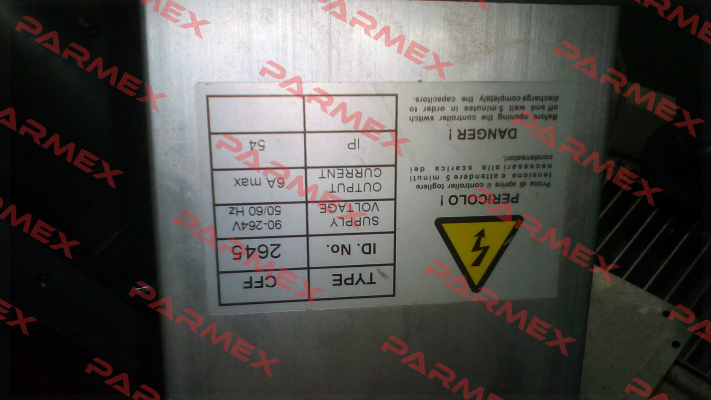 PERICOLO !
Prima di aprire il controller togliere
tensione e attendere 5 minuti
necessari alla scarica dei
condensatori.
DANGER !
Before opening the controller switch
off and wait 5 minutes in order to
discharge completely the capacitors.
TYPE CFF
ID. No. 2645
SUPPLY VOLTAGE 90-264V 50/60 Hz
OUTPUT CURRENT 6A max
IP 54
PARMEX
PARMEX
PARMEX
PARMEX
PARMEX
PARMEX
PARMEX
PARMEX
PARMEX
PARMEX
PARMEX
PARMEX